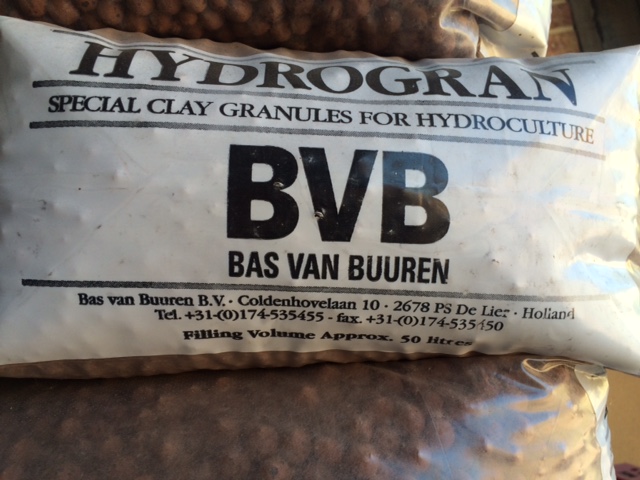 HYDROGRAN
SPECIAL CLAY GRANULES FOR HYDROCULTURE
BVB
BAS VAN BUUREN
Bas van Buuren B.V. · Coldenhovelaan 10 · 2678 PS De Lier · Holland
Tel. +31-(0)174-535455 - fax. +31-(0)174-535450
Filling Volume Approx. 50 litres